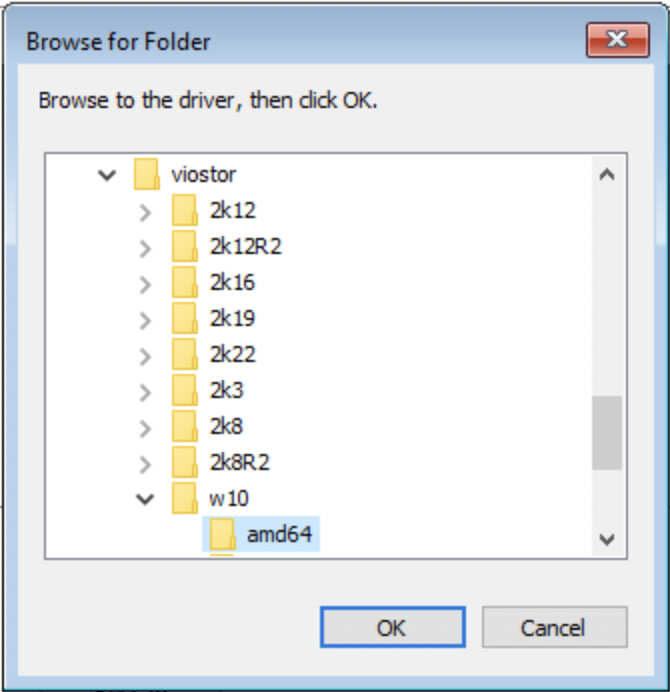 Browse for Folder
Browse to the driver, then click OK.
viostor
2k12
2k12R2
2k16
2k19
2k22
2k3
2k8
2k8R2
w10
amd64
OK
Cancel